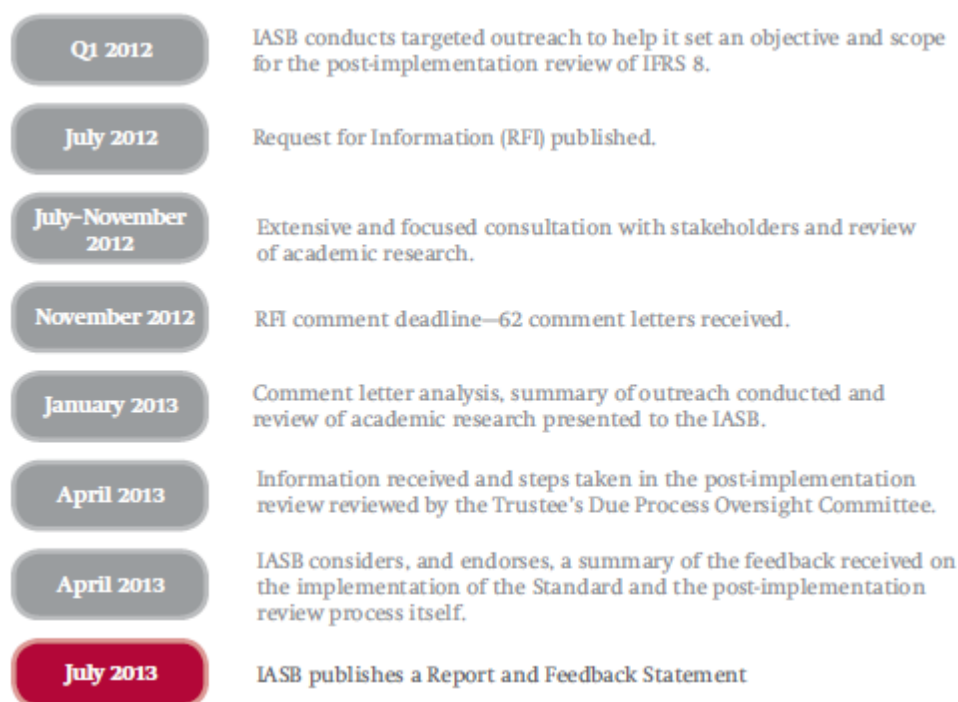 Q1 2012
IASB conducts targeted outreach to help it set an objective and scope
for the post-implementation review of IFRS 8.
July 2012
Request for Information (RFI) published.
July–November
2012
Extensive and focused consultation with stakeholders and review
of academic research.
November 2012
RFI comment deadline—62 comment letters received.
January 2013
Comment letter analysis, summary of outreach conducted and
review of academic research presented to the IASB.
April 2013
Information received and steps taken in the post-implementation
review reviewed by the Trustee's Due Process Oversight Committee.
April 2013
IASB considers, and endorses, a summary of the feedback received on
the implementation of the Standard and the post-implementation
review process itself.
July 2013
IASB publishes a Report and Feedback Statement